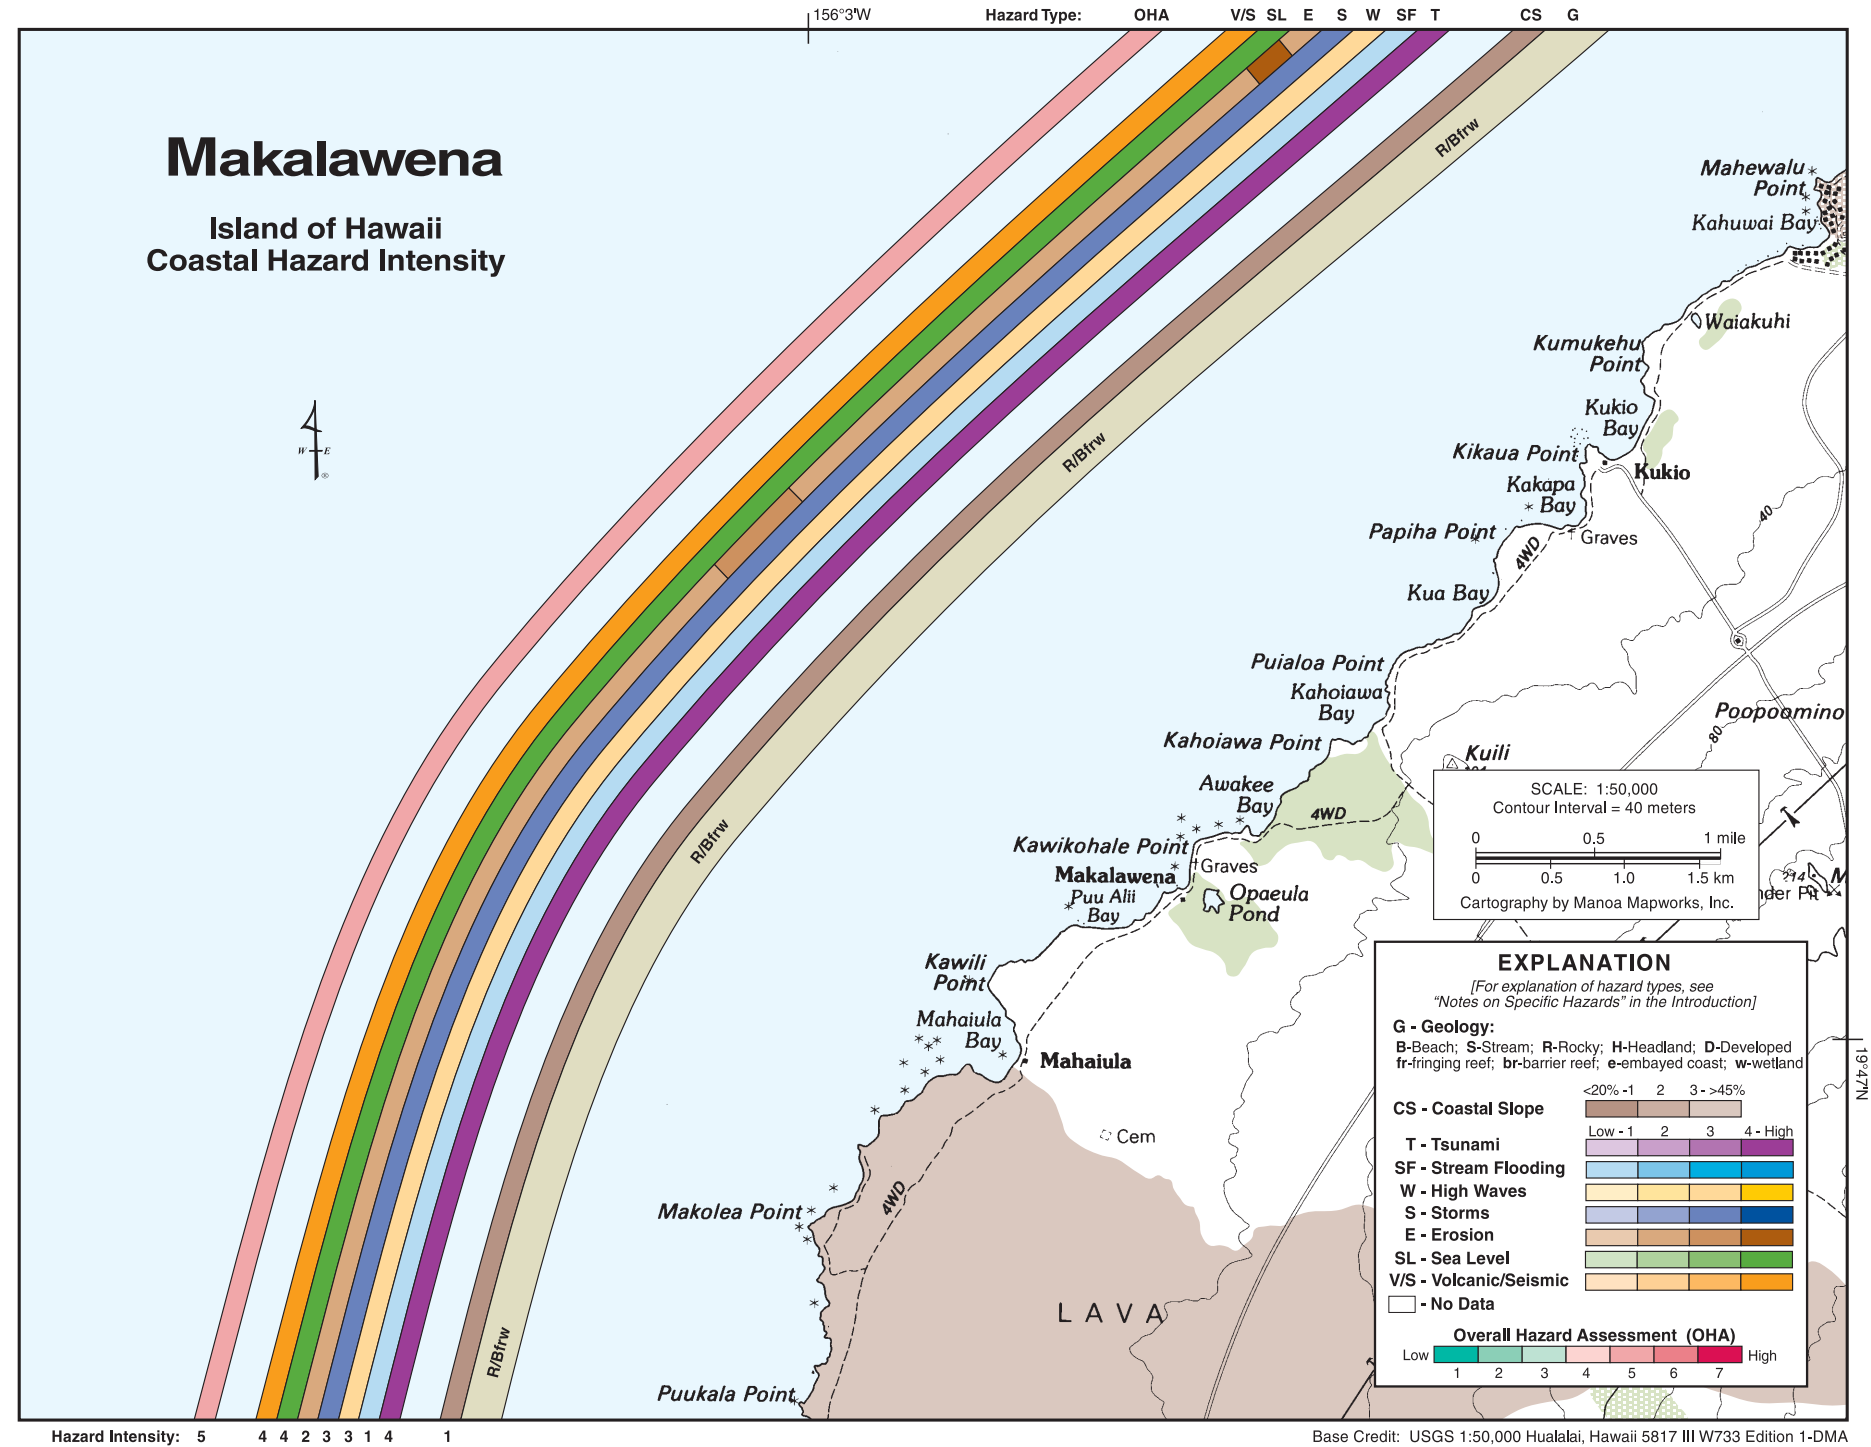 156°3'W
Hazard Type: OHA V/S SL E S W SF T CS G
Makalawena
Island of Hawaii
Coastal Hazard Intensity
W E
R/Bfrw
R/Bfrw
R/Bfrw
R/Bfrw
Mahewalu
Point
Kahuwai Bay
Waiakuhi
Kumukehu
Point
Kukio
Bay
Kikaua Point
Kukio
Kakapa
Bay
Papiha Point
Graves
40
4WD
Kua Bay
Puialoa Point
Kahoiawa
Bay
Poopoomino
80
Kahoiawa Point
Kuili
Awakee
Bay
4WD
Kawikohale Point
Graves
Makalawena
Puu Alii
Bay
Opaeula
Pond
Kawili
Point
Mahaiula
Bay
Mahaiula
Cem
4WD
Makolea Point
LAVA
Puukala Point
SCALE: 1:50,000
Contour Interval = 40 meters
0 0.5 1 mile
0 0.5 1.0 1.5 km
Cartography by Manoa Mapworks, Inc.
214
M
nder Pit
EXPLANATION
[For explanation of hazard types, see
“Notes on Specific Hazards” in the Introduction]
G - Geology:
B-Beach; S-Stream; R-Rocky; H-Headland; D-Developed
fr-fringing reef; br-barrier reef; e-embayed coast; w-wetland
<20% -1 2 3 - >45%
CS - Coastal Slope
Low - 1 2 3 4 - High
T - Tsunami
SF - Stream Flooding
W - High Waves
S - Storms
E - Erosion
SL - Sea Level
V/S - Volcanic/Seismic
- No Data
Overall Hazard Assessment (OHA)
Low High
1 2 3 4 5 6 7
19°47'N
Hazard Intensity: 5 4 4 2 3 3 1 4 1
Base Credit: USGS 1:50,000 Hualalai, Hawaii 5817 III W733 Edition 1-DMA